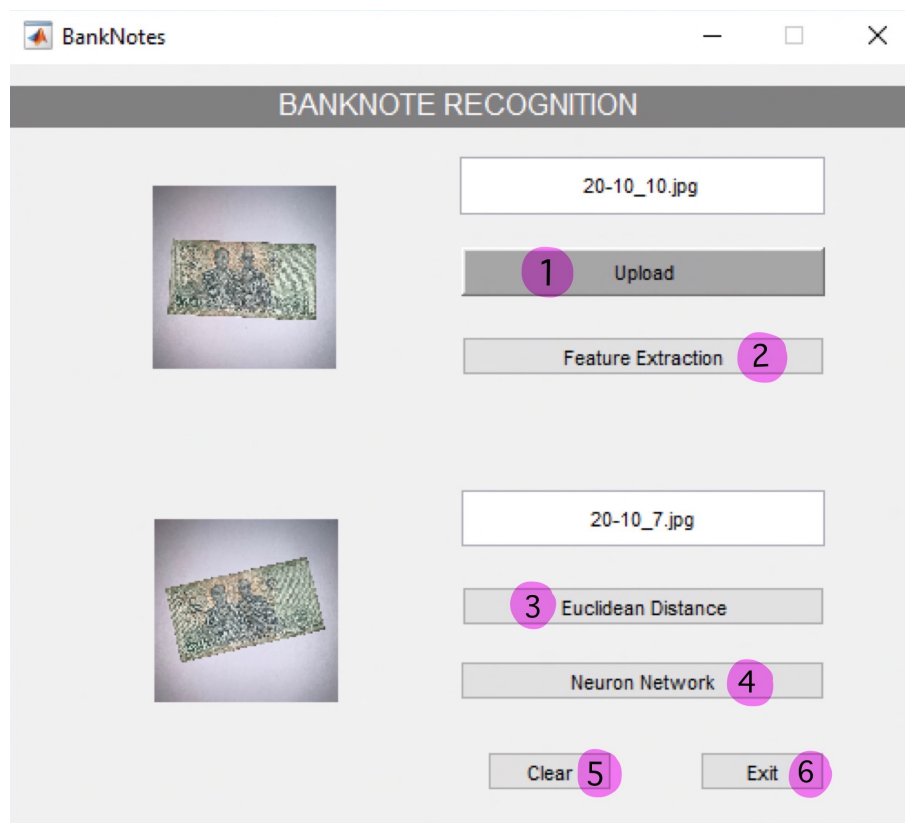 BankNotes
BANKNOTE RECOGNITION
20-10_10.jpg
1 Upload
Feature Extraction 2
20-10_7.jpg
3 Euclidean Distance
Neuron Network 4
Clear 5
Exit 6